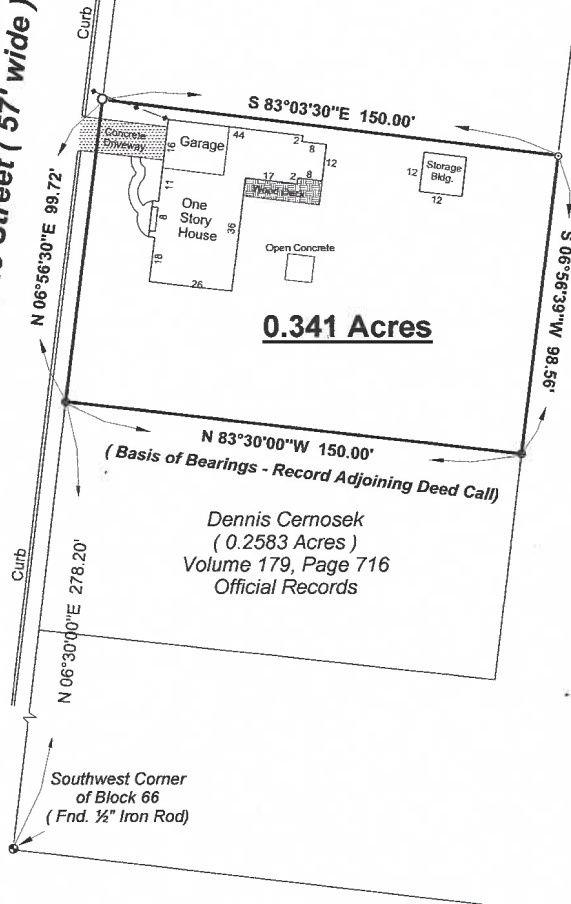 Curb
Street ( 57' wide )
S 83°03'30"E 150.00'
Concrete
Driveway
Garage
44
2
8
12
16
11
8
18
26
36
17
2
8
Wood Deck
One
Story
House
Storage
Bldg.
12
12
Open Concrete
N 06°56'30"E 99.72'
S 06°56'39"W 98.56'
0.341 Acres
N 83°30'00"W 150.00'
( Basis of Bearings - Record Adjoining Deed Call)
Dennis Cernosek
( 0.2583 Acres )
Volume 179, Page 716
Official Records
Curb
N 06°30'00"E 278.20'
Southwest Corner
of Block 66
( Fnd. ½" Iron Rod)